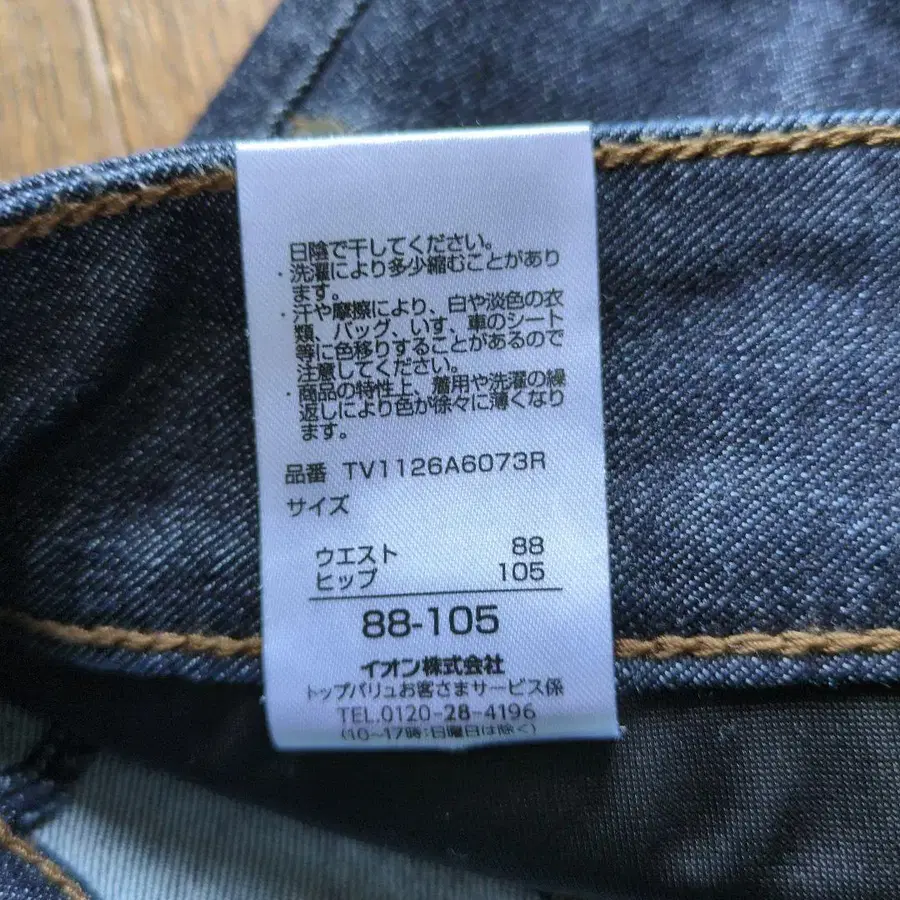 日陰で干してください。
・洗濯により多少縮むことがあり
ます。
・汗や摩擦により、白や淡色の衣
類、バッグ、いす、車のシート
等に色移りすることがあるので
注意してください。
・商品の特性上、着用や洗濯の繰
返しにより色が徐々に薄くなり
ます。
品番 TV1126A6073R
サイズ
ウエスト 88
ヒップ 105
88-105
イオン株式会社
トップバリュお客さまサービス係
TEL.0120-28-4196
(10~17時:日曜日は除く)